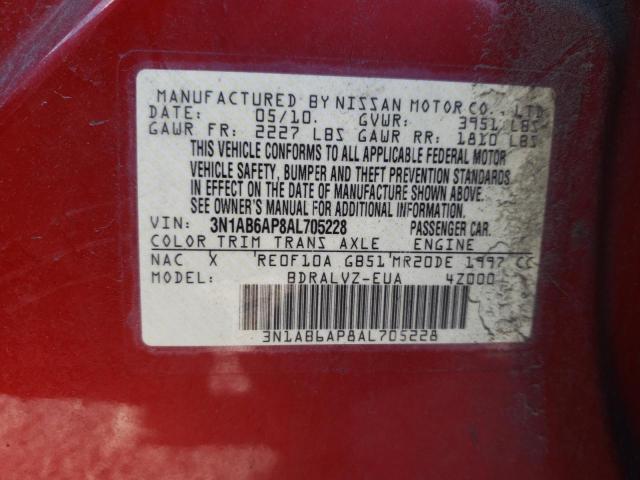 MANUFACTURED BY NISSAN MOTOR CO., LTD.
DATE: 05/10. GVWR: 3951 LBS
GAWR FR: 2227 LBS GAWR RR: 1810 LBS
THIS VEHICLE CONFORMS TO ALL APPLICABLE FEDERAL MOTOR
VEHICLE SAFETY, BUMPER AND THEFT PREVENTION STANDARDS
IN EFFECT ON THE DATE OF MANUFACTURE SHOWN ABOVE.
SEE OWNER'S MANUAL FOR ADDITIONAL INFORMATION.
VIN: 3N1AB6AP8AL705228 PASSENGER CAR.
COLOR TRIM TRANS AXLE ENGINE
NAC X RE0F10A GB51 MR20DE 1997 CC
MODEL: BDRALVZ-EUA 4Z000
3N1AB6AP8AL705228